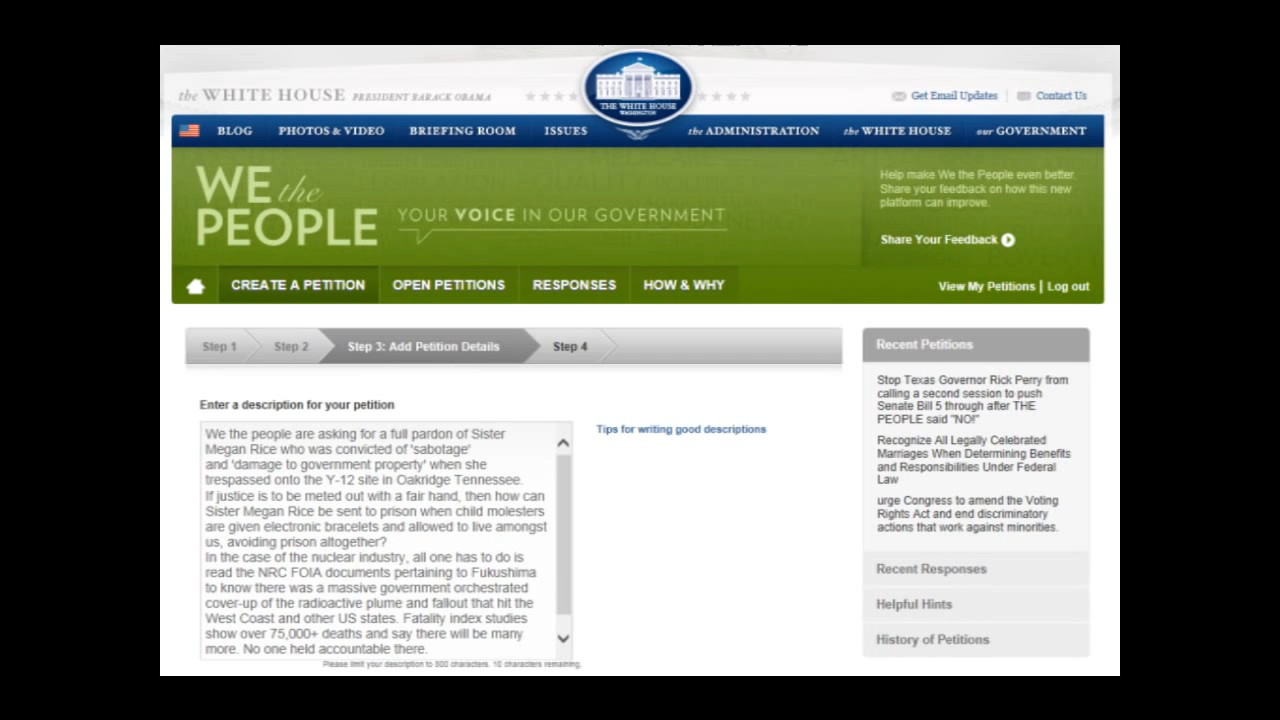 the WHITE HOUSE PRESIDENT BARACK OBAMA
THE WHITE HOUSE
WASHINGTON
Get Email Updates | Contact Us
BLOG PHOTOS & VIDEO BRIEFING ROOM ISSUES the ADMINISTRATION the WHITE HOUSE our GOVERNMENT
WE the
PEOPLE
YOUR VOICE IN OUR GOVERNMENT
Help make We the People even better.
Share your feedback on how this new
platform can improve.
Share Your Feedback
CREATE A PETITION OPEN PETITIONS RESPONSES HOW & WHY
View My Petitions | Log out
Step 1 Step 2 Step 3: Add Petition Details Step 4
Enter a description for your petition
We the people are asking for a full pardon of Sister
Megan Rice who was convicted of 'sabotage'
and 'damage to government property' when she
trespassed onto the Y-12 site in Oakridge Tennessee.
If justice is to be meted out with a fair hand, then how can
Sister Megan Rice be sent to prison when child molesters
are given electronic bracelets and allowed to live amongst
us, avoiding prison altogether?
In the case of the nuclear industry, all one has to do is
read the NRC FOIA documents pertaining to Fukushima
to know there was a massive government orchestrated
cover-up of the radioactive plume and fallout that hit the
West Coast and other US states. Fatality index studies
show over 75,000+ deaths and say there will be many
more. No one held accountable there.
Please limit your description to 800 characters. 10 characters remaining.
Tips for writing good descriptions
Recent Petitions
Stop Texas Governor Rick Perry from
calling a second session to push
Senate Bill 5 through after THE
PEOPLE said "NO!"
Recognize All Legally Celebrated
Marriages When Determining Benefits
and Responsibilities Under Federal
Law
urge Congress to amend the Voting
Rights Act and end discriminatory
actions that work against minorities.
Recent Responses
Helpful Hints
History of Petitions